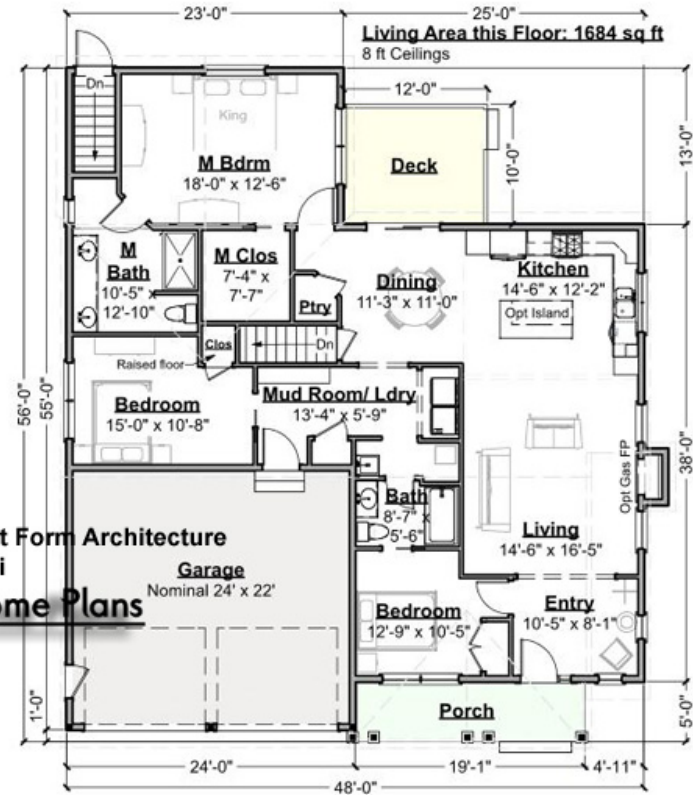 23'-0"
25'-0"
Living Area this Floor: 1684 sq ft
8 ft Ceilings
Dn
King
12'-0"
M Bdrm
18'-0" x 12'-6"
Deck
10'-0"
13'-0"
M
Bath
10'-5" x
12'-10"
M Clos
7'-4" x
7'-7"
Ptry
Dining
11'-3" x 11'-0"
Kitchen
14'-6" x 12'-2"
Opt Island
Clos
Dn
Raised floor
Bedroom
15'-0" x 10'-8"
Mud Room/ Ldry
13'-4" x 5'-9"
56'-0"
55'-0"
38'-0"
Opt Gas FP
Bath
8'-7" x
5'-6"
Living
14'-6" x 16'-5"
t Form Architecture
i
ome Plans
Garage
Nominal 24' x 22'
Bedroom
12'-9" x 10'-5"
Entry
10'-5" x 8'-1"
Porch
1'-0"
5'-0"
24'-0"
19'-1"
4'-11"
48'-0"